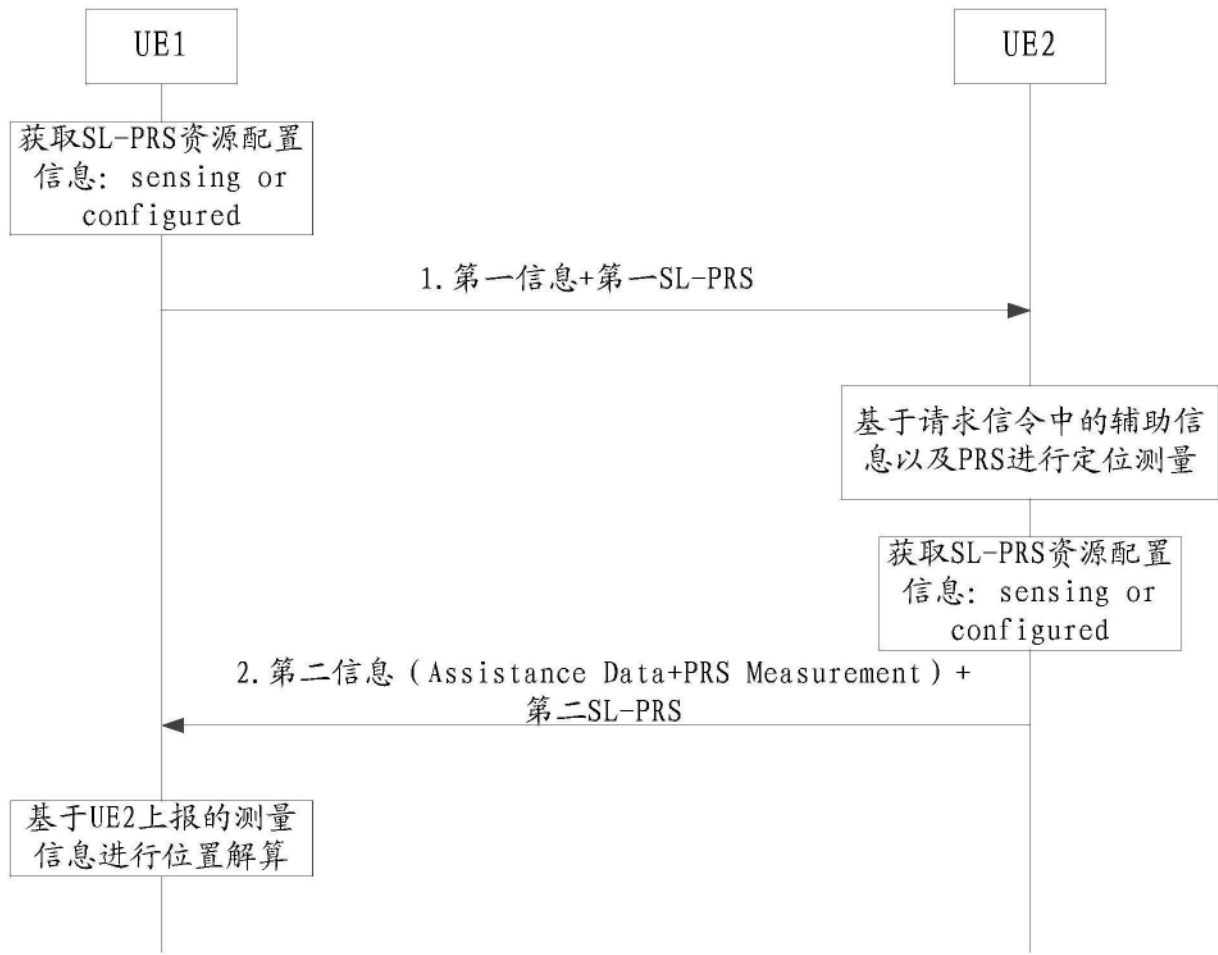 UE1
UE2
获取SL-PRS资源配置
信息: sensing or
configured
1.第一信息+第一SL-PRS
基于请求信令中的辅助信
息以及PRS进行定位测量
获取SL-PRS资源配置
信息: sensing or
configured
2.第二信息（Assistance Data+PRS Measurement）+
第二SL-PRS
基于UE2上报的测量
信息进行位置解算